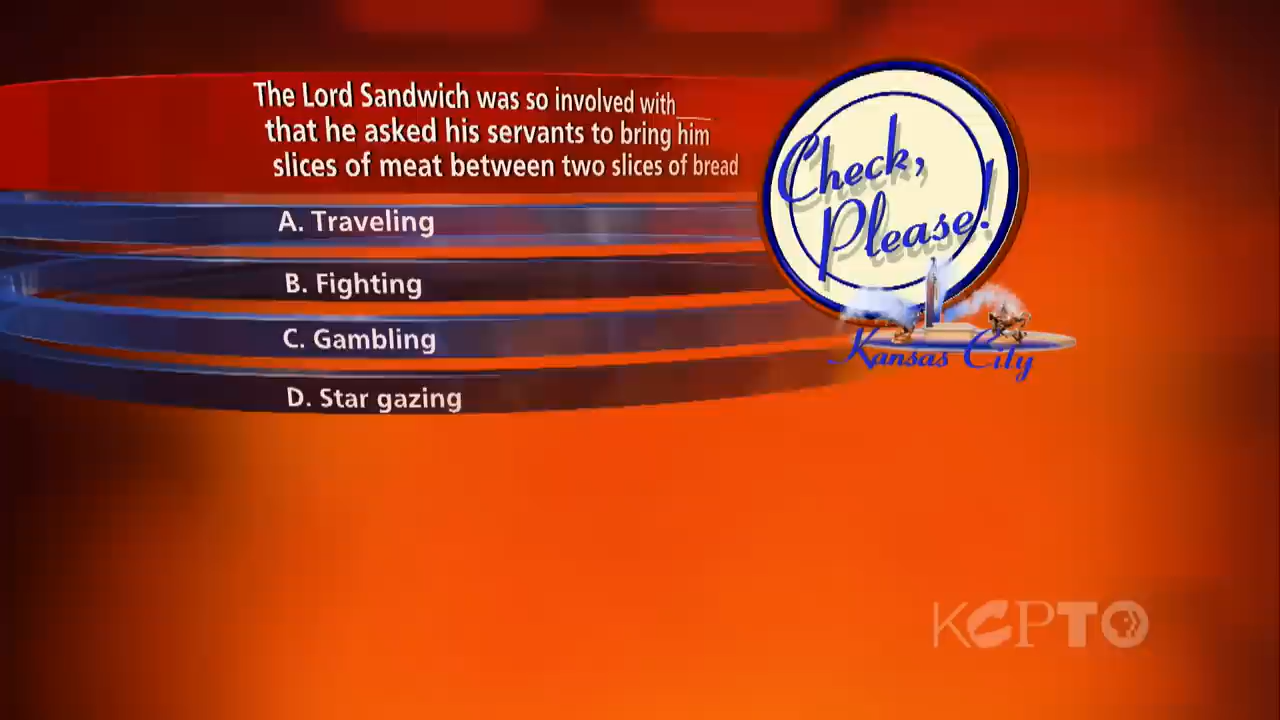 The Lord Sandwich was so involved with___
that he asked his servants to bring him
slices of meat between two slices of bread
A. Traveling
B. Fighting
C. Gambling
D. Star gazing
Check,
Please!
Kansas City
KCPT